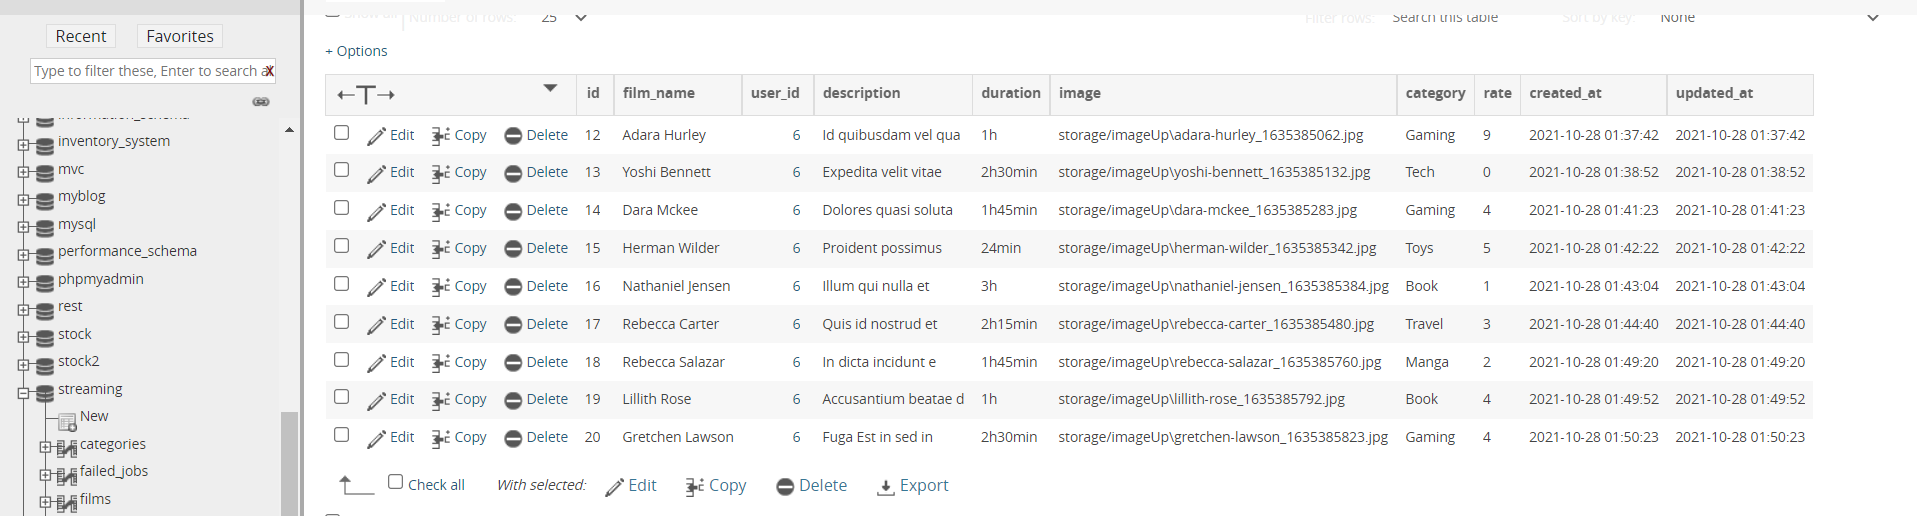 Recent Favorites
Type to filter these, Enter to search
X
information_schema
inventory_system
mvc
myblog
mysql
performance_schema
phpmyadmin
rest
stock
stock2
streaming
New
categories
failed_jobs
films
Show all Number of rows: 25 Filter rows: Search this table Sort by key: None
+ Options
id film_name user_id description duration image category rate created_at updated_at
Edit Copy Delete 12 Adara Hurley 6 Id quibusdam vel qua 1h storage/imageUp\adara-hurley_1635385062.jpg Gaming 9 2021-10-28 01:37:42 2021-10-28 01:37:42
Edit Copy Delete 13 Yoshi Bennett 6 Expedita velit vitae 2h30min storage/imageUp\yoshi-bennett_1635385132.jpg Tech 0 2021-10-28 01:38:52 2021-10-28 01:38:52
Edit Copy Delete 14 Dara Mckee 6 Dolores quasi soluta 1h45min storage/imageUp\dara-mckee_1635385283.jpg Gaming 4 2021-10-28 01:41:23 2021-10-28 01:41:23
Edit Copy Delete 15 Herman Wilder 6 Proident possimus 24min storage/imageUp\herman-wilder_1635385342.jpg Toys 5 2021-10-28 01:42:22 2021-10-28 01:42:22
Edit Copy Delete 16 Nathaniel Jensen 6 Illum qui nulla et 3h storage/imageUp\nathaniel-jensen_1635385384.jpg Book 1 2021-10-28 01:43:04 2021-10-28 01:43:04
Edit Copy Delete 17 Rebecca Carter 6 Quis id nostrud et 2h15min storage/imageUp\rebecca-carter_1635385480.jpg Travel 3 2021-10-28 01:44:40 2021-10-28 01:44:40
Edit Copy Delete 18 Rebecca Salazar 6 In dicta incidunt e 1h45min storage/imageUp\rebecca-salazar_1635385760.jpg Manga 2 2021-10-28 01:49:20 2021-10-28 01:49:20
Edit Copy Delete 19 Lillith Rose 6 Accusantium beatae d 1h storage/imageUp\lillith-rose_1635385792.jpg Book 4 2021-10-28 01:49:52 2021-10-28 01:49:52
Edit Copy Delete 20 Gretchen Lawson 6 Fuga Est in sed in 2h30min storage/imageUp\gretchen-lawson_1635385823.jpg Gaming 4 2021-10-28 01:50:23 2021-10-28 01:50:23
Check all With selected: Edit Copy Delete Export